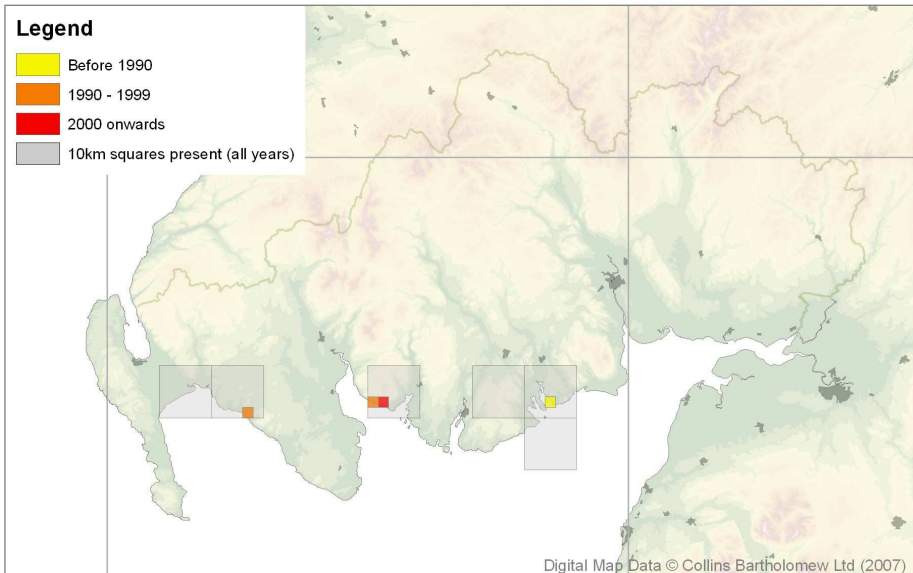 Legend
Before 1990
1990 - 1999
2000 onwards
10km squares present (all years)
Digital Map Data © Collins Bartholomew Ltd (2007)